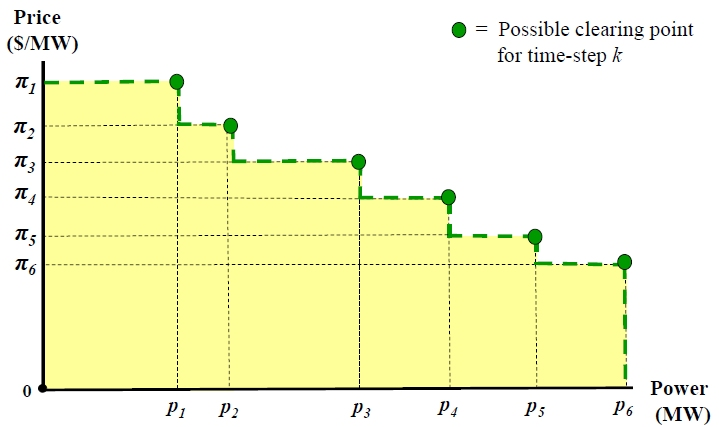 Price
($/MW)
= Possible clearing point
for time-step k
π1
π2
π3
π4
π5
π6
0
p1 p2 p3 p4 p5 p6
Power
(MW)